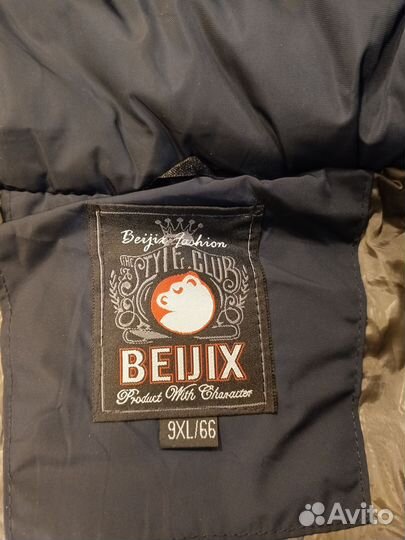 Beijix Fashion
THE
STYLE CLUB
BEIJIX
Product With Character
9XL/66
Avito